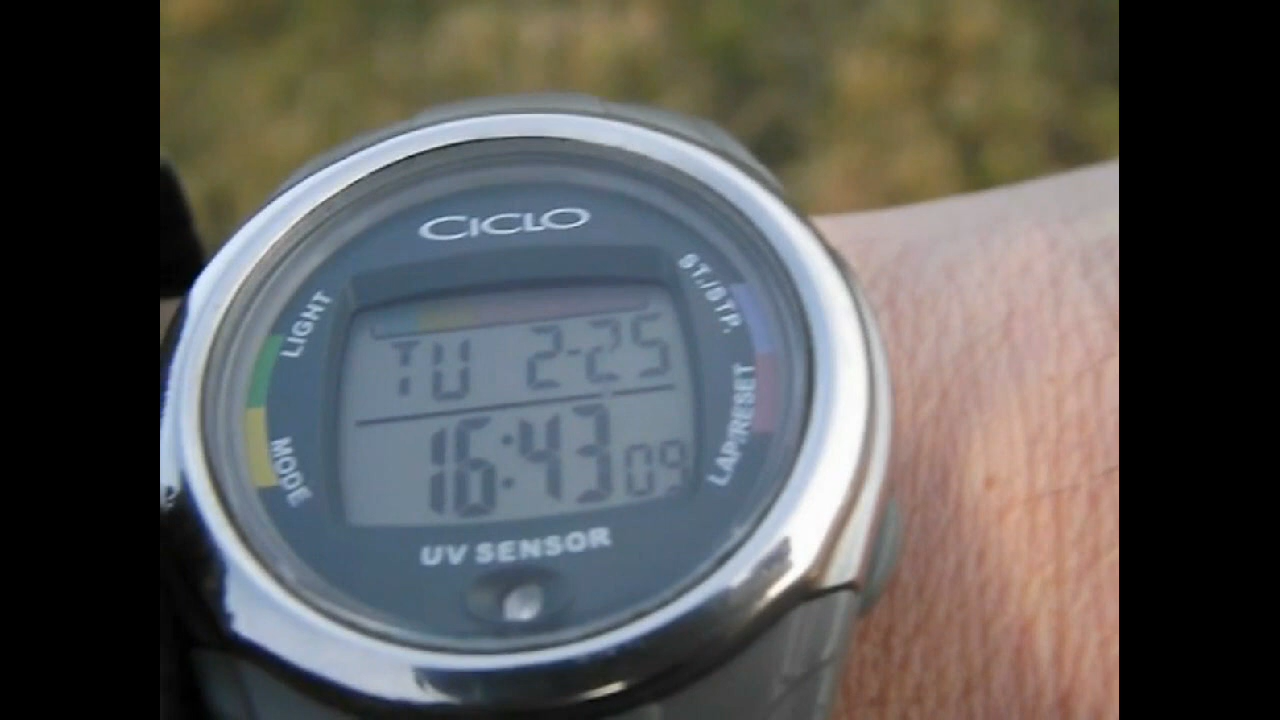 CICLO
LIGHT
ST./STP.
TU 2-25
16:43 09
MODE
LAP/RESET
UV SENSOR